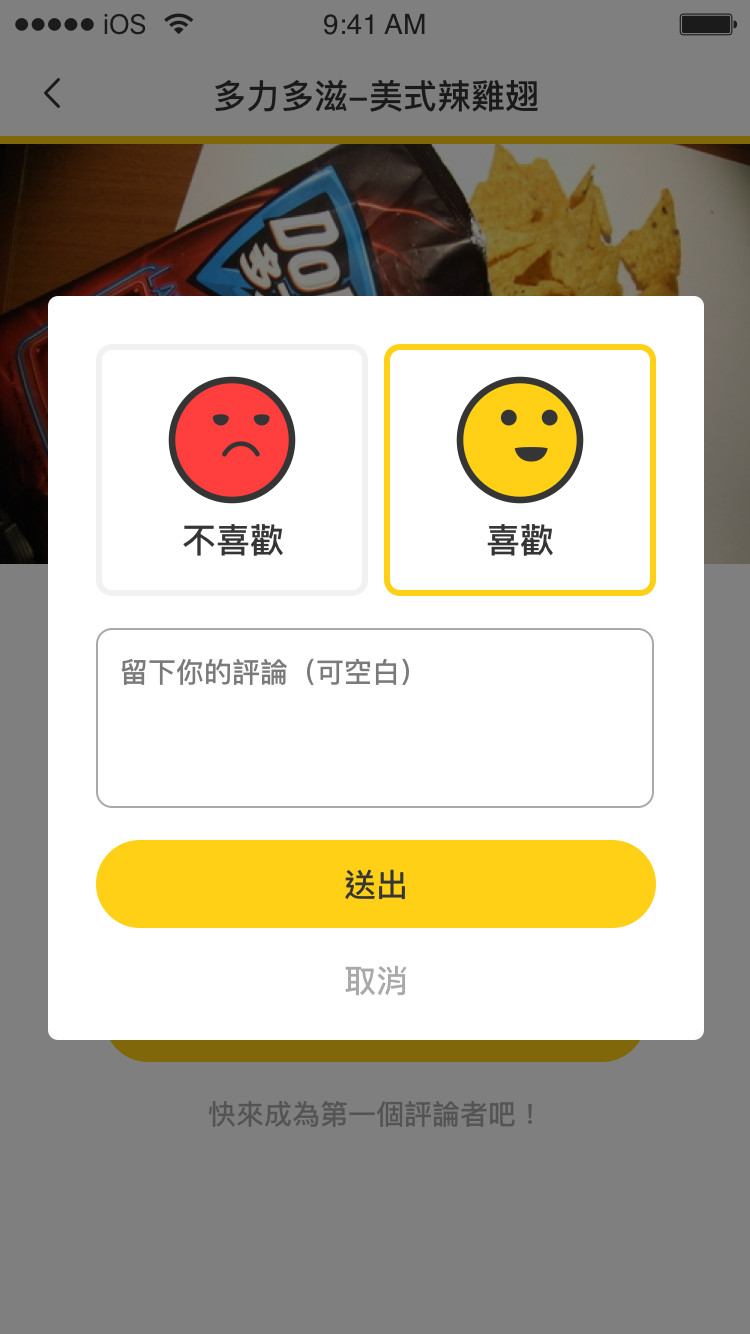 iOS 9:41 AM
多力多滋–美式辣雞翅
DO
多
不喜歡 喜歡
留下你的評論（可空白）
送出
取消
快來成為第一個評論者吧！